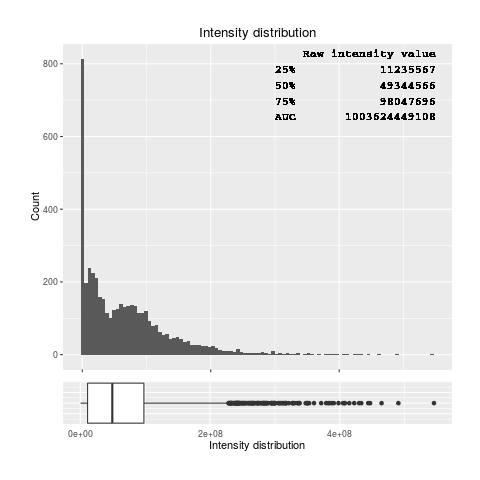 Intensity distribution
Raw intensity value
25% 11235567
50% 49344566
75% 98047696
AUC 1003624449108
Count
800
600
400
200
0
0e+00 2e+08 4e+08
Intensity distribution